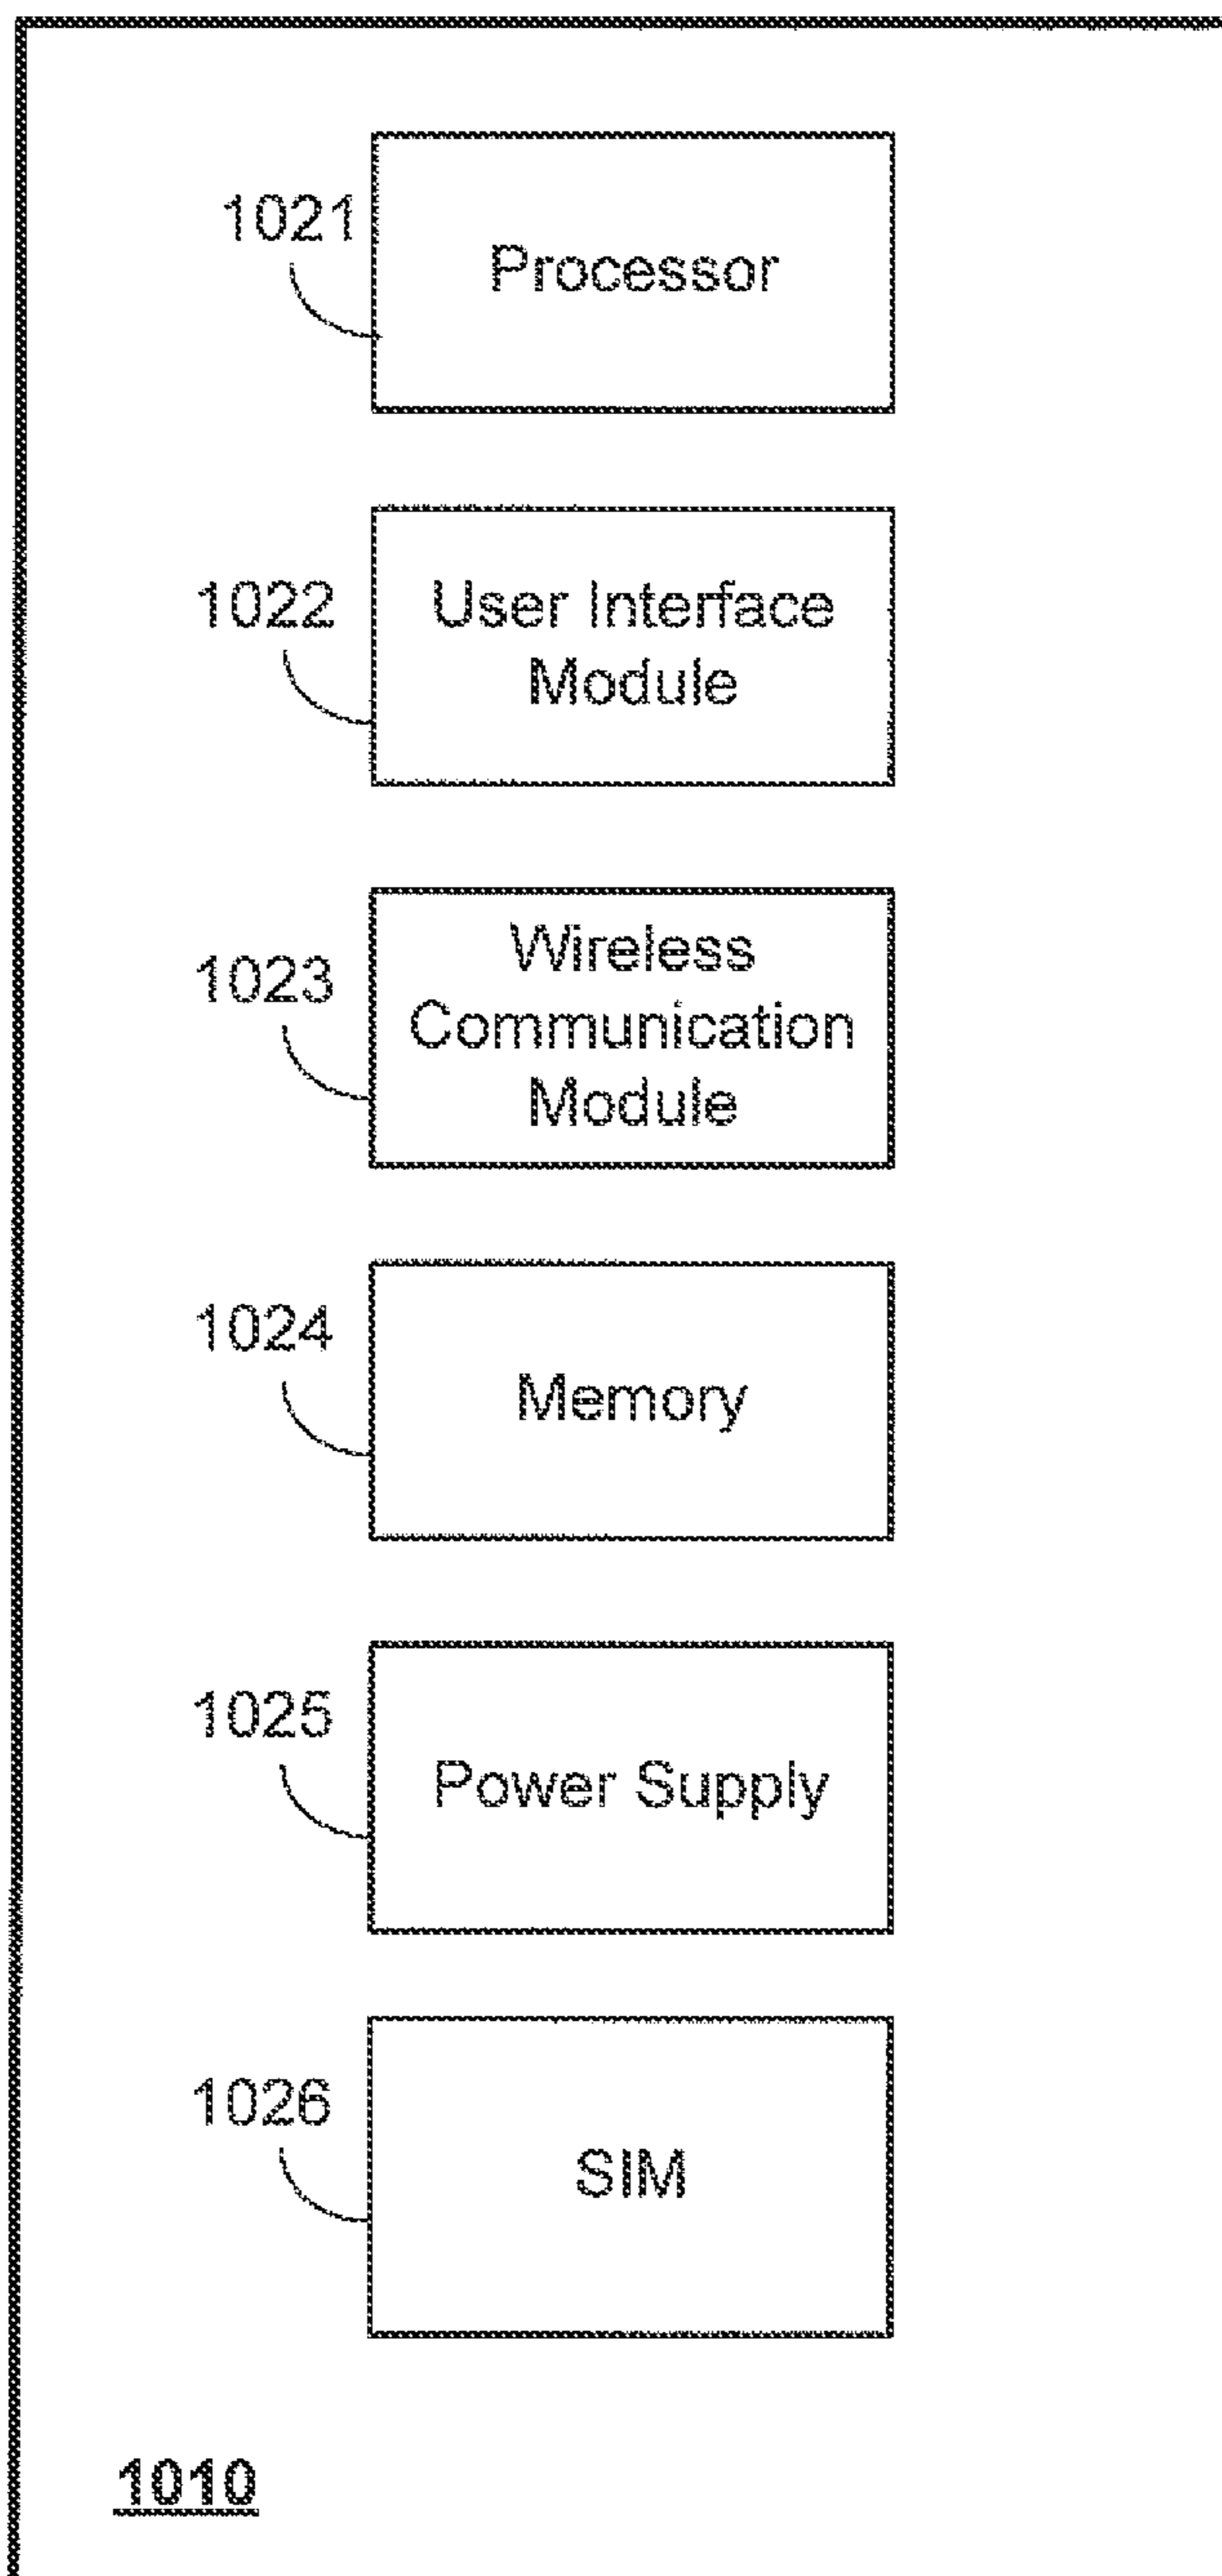 1021
Processor
1022
User Interface
Module
1023
Wireless
Communication
Module
1024
Memory
1025
Power Supply
1026
SIM
1010